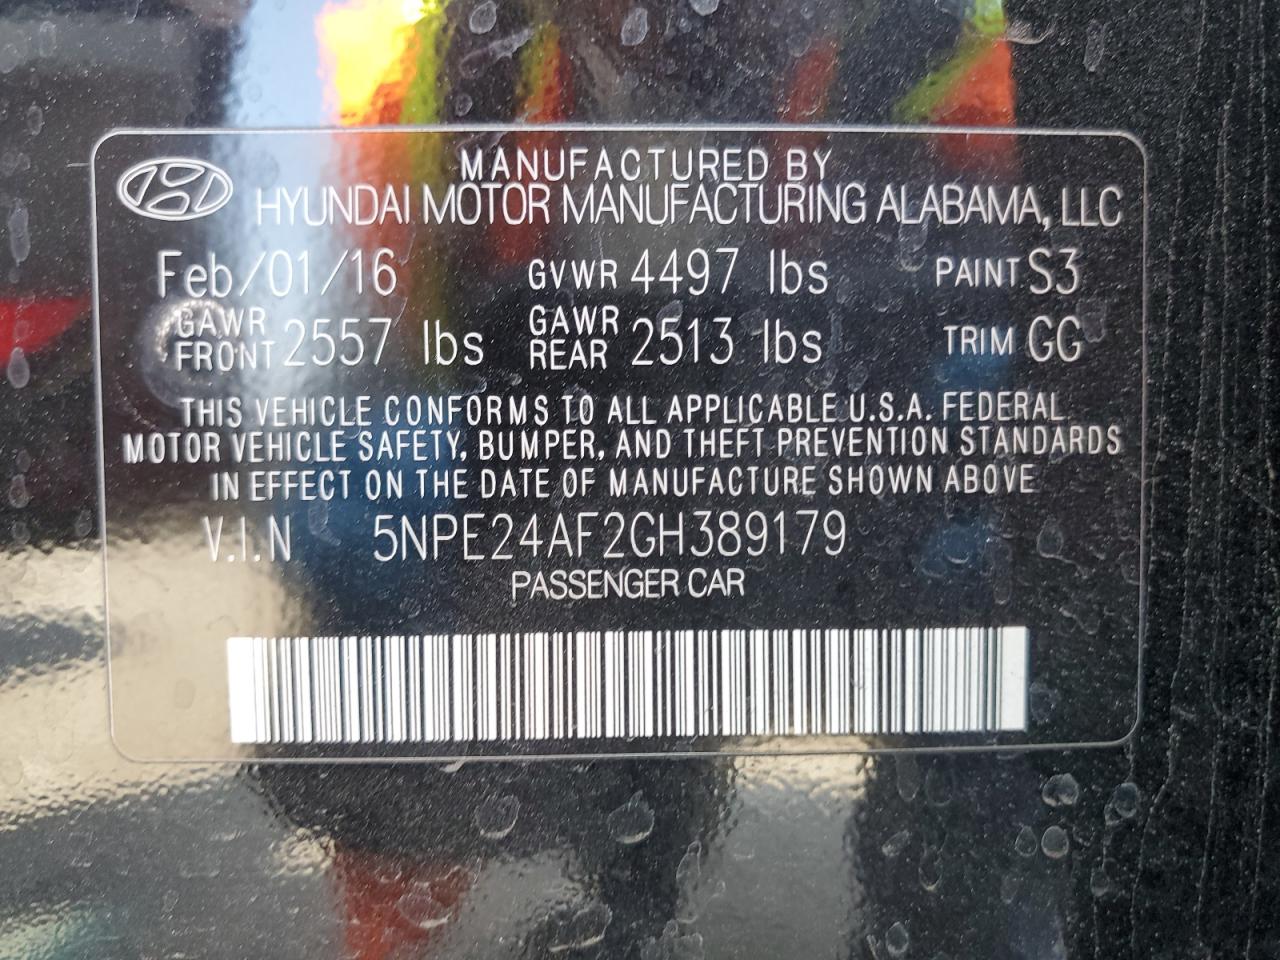 MANUFACTURED BY
HYUNDAI MOTOR MANUFACTURING ALABAMA, LLC
Feb/01/16 GVWR 4497 lbs PAINT S3
GAWR FRONT 2557 lbs GAWR REAR 2513 lbs TRIM GG
THIS VEHICLE CONFORMS TO ALL APPLICABLE U.S.A. FEDERAL
MOTOR VEHICLE SAFETY, BUMPER, AND THEFT PREVENTION STANDARDS
IN EFFECT ON THE DATE OF MANUFACTURE SHOWN ABOVE
V.I.N 5NPE24AF2GH389179
PASSENGER CAR